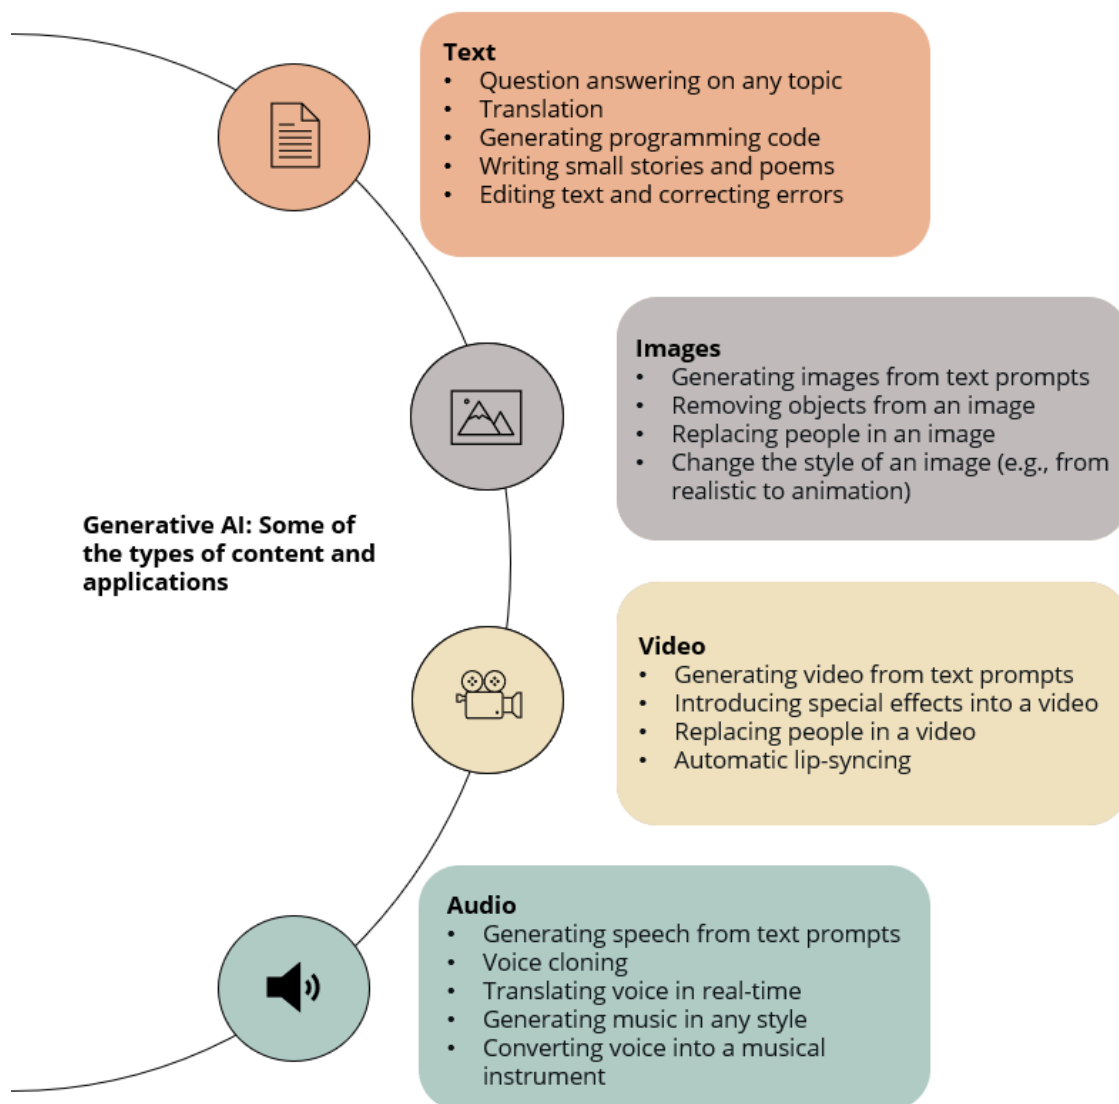 Text
• Question answering on any topic
• Translation
• Generating programming code
• Writing small stories and poems
• Editing text and correcting errors
Images
• Generating images from text prompts
• Removing objects from an image
• Replacing people in an image
• Change the style of an image (e.g., from
realistic to animation)
Generative AI: Some of
the types of content and
applications
Video
• Generating video from text prompts
• Introducing special effects into a video
• Replacing people in a video
• Automatic lip-syncing
Audio
• Generating speech from text prompts
• Voice cloning
• Translating voice in real-time
• Generating music in any style
• Converting voice into a musical
instrument